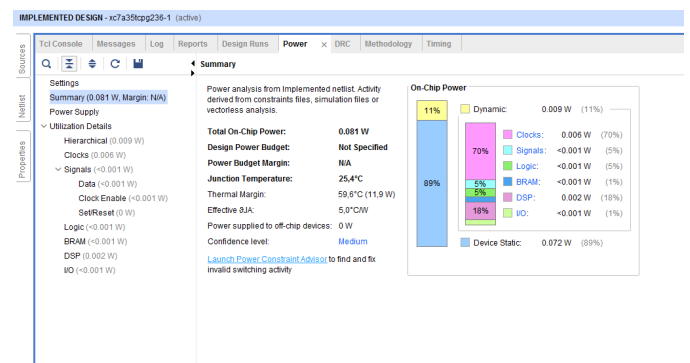 IMPLEMENTED DESIGN - xc7a35tcpg236-1 (active)
Tcl Console Messages Log Reports Design Runs Power × DRC Methodology Timing
Sources
Netlist
Properties
Settings
Summary (0.081 W, Margin: N/A)
Power Supply
Utilization Details
Hierarchical (0.009 W)
Clocks (0.006 W)
Signals (<0.001 W)
Data (<0.001 W)
Clock Enable (<0.001 W)
Set/Reset (0 W)
Logic (<0.001 W)
BRAM (<0.001 W)
DSP (0.002 W)
I/O (<0.001 W)
Summary
Power analysis from Implemented netlist. Activity
derived from constraints files, simulation files or
vectorless analysis.
Total On-Chip Power: 0.081 W
Design Power Budget: Not Specified
Power Budget Margin: N/A
Junction Temperature: 25,4°C
Thermal Margin: 59,6°C (11,9 W)
Effective ϑJA: 5,0°C/W
Power supplied to off-chip devices: 0 W
Confidence level: Medium
Launch Power Constraint Advisor to find and fix
invalid switching activity
On-Chip Power
11%
89%
Dynamic: 0.009 W (11%)
70%
5%
5%
18%
Clocks: 0.006 W (70%)
Signals: <0.001 W (5%)
Logic: <0.001 W (5%)
BRAM: <0.001 W (1%)
DSP: 0.002 W (18%)
I/O: <0.001 W (1%)
Device Static: 0.072 W (89%)